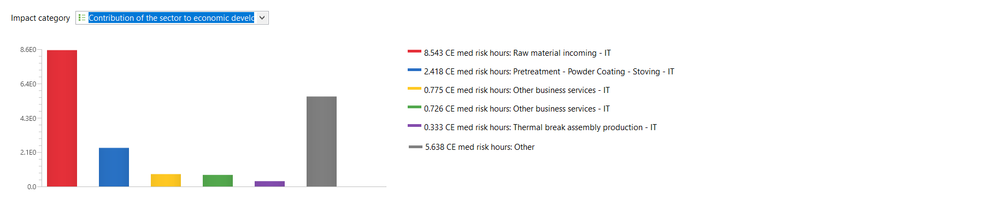 Impact category Contribution of the sector to economic develo
8.6E0
6.4E0
4.3E0
2.1E0
0.0
8.543 CE med risk hours: Raw material incoming - IT
2.418 CE med risk hours: Pretreatment - Powder Coating - Stoving - IT
0.775 CE med risk hours: Other business services - IT
0.726 CE med risk hours: Other business services - IT
0.333 CE med risk hours: Thermal break assembly production - IT
5.638 CE med risk hours: Other